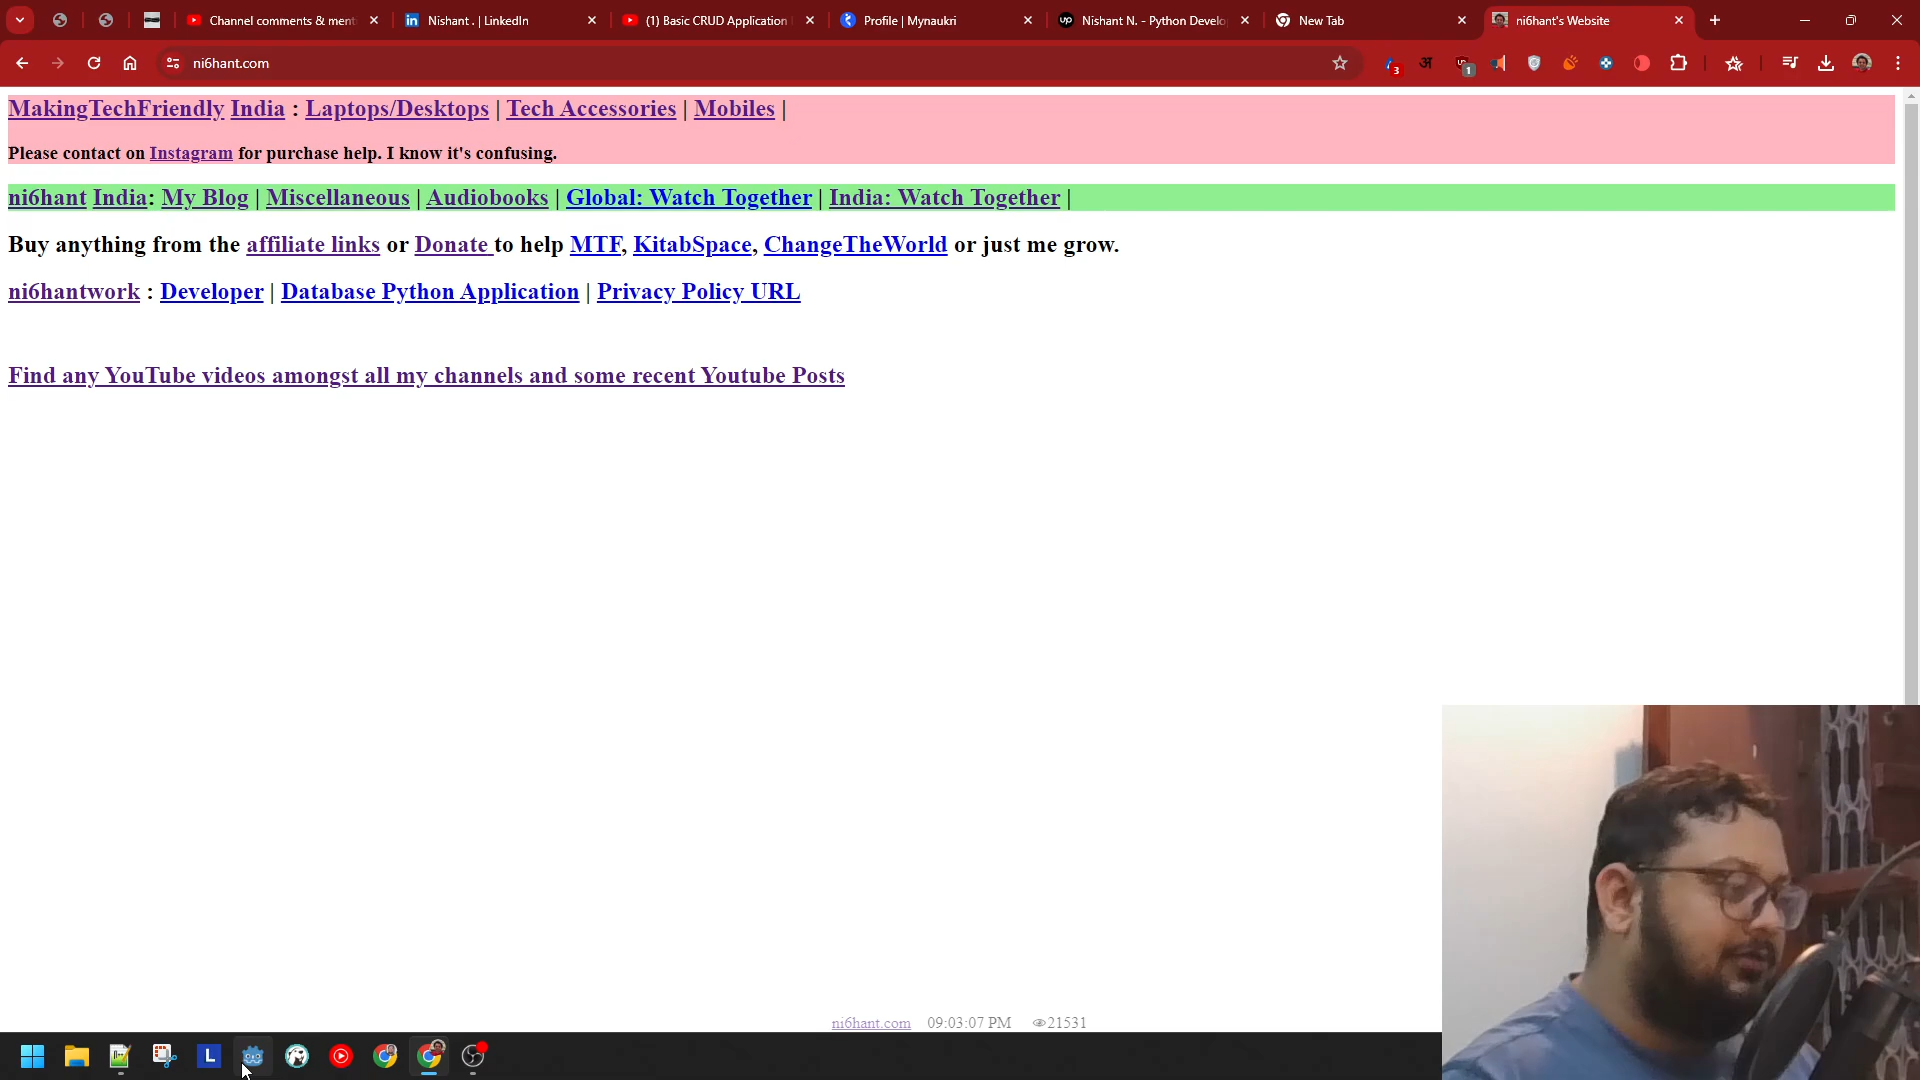 Channel comments & ment
Nishant . | LinkedIn
(1) Basic CRUD Application
Profile | Mynaukri
up
Nishant N. - Python Develop
New Tab
ni6hant's Website
ni6hant.com
अ
3
1
MakingTechFriendly India : Laptops/Desktops | Tech Accessories | Mobiles |
Please contact on Instagram for purchase help. I know it's confusing.
ni6hant India: My Blog | Miscellaneous | Audiobooks | Global: Watch Together | India: Watch Together |
Buy anything from the affiliate links or Donate to help MTF, KitabSpace, ChangeTheWorld or just me grow.
ni6hantwork : Developer | Database Python Application | Privacy Policy URL
Find any YouTube videos amongst all my channels and some recent Youtube Posts
ni6hant.com 09:03:07 PM 21531
L